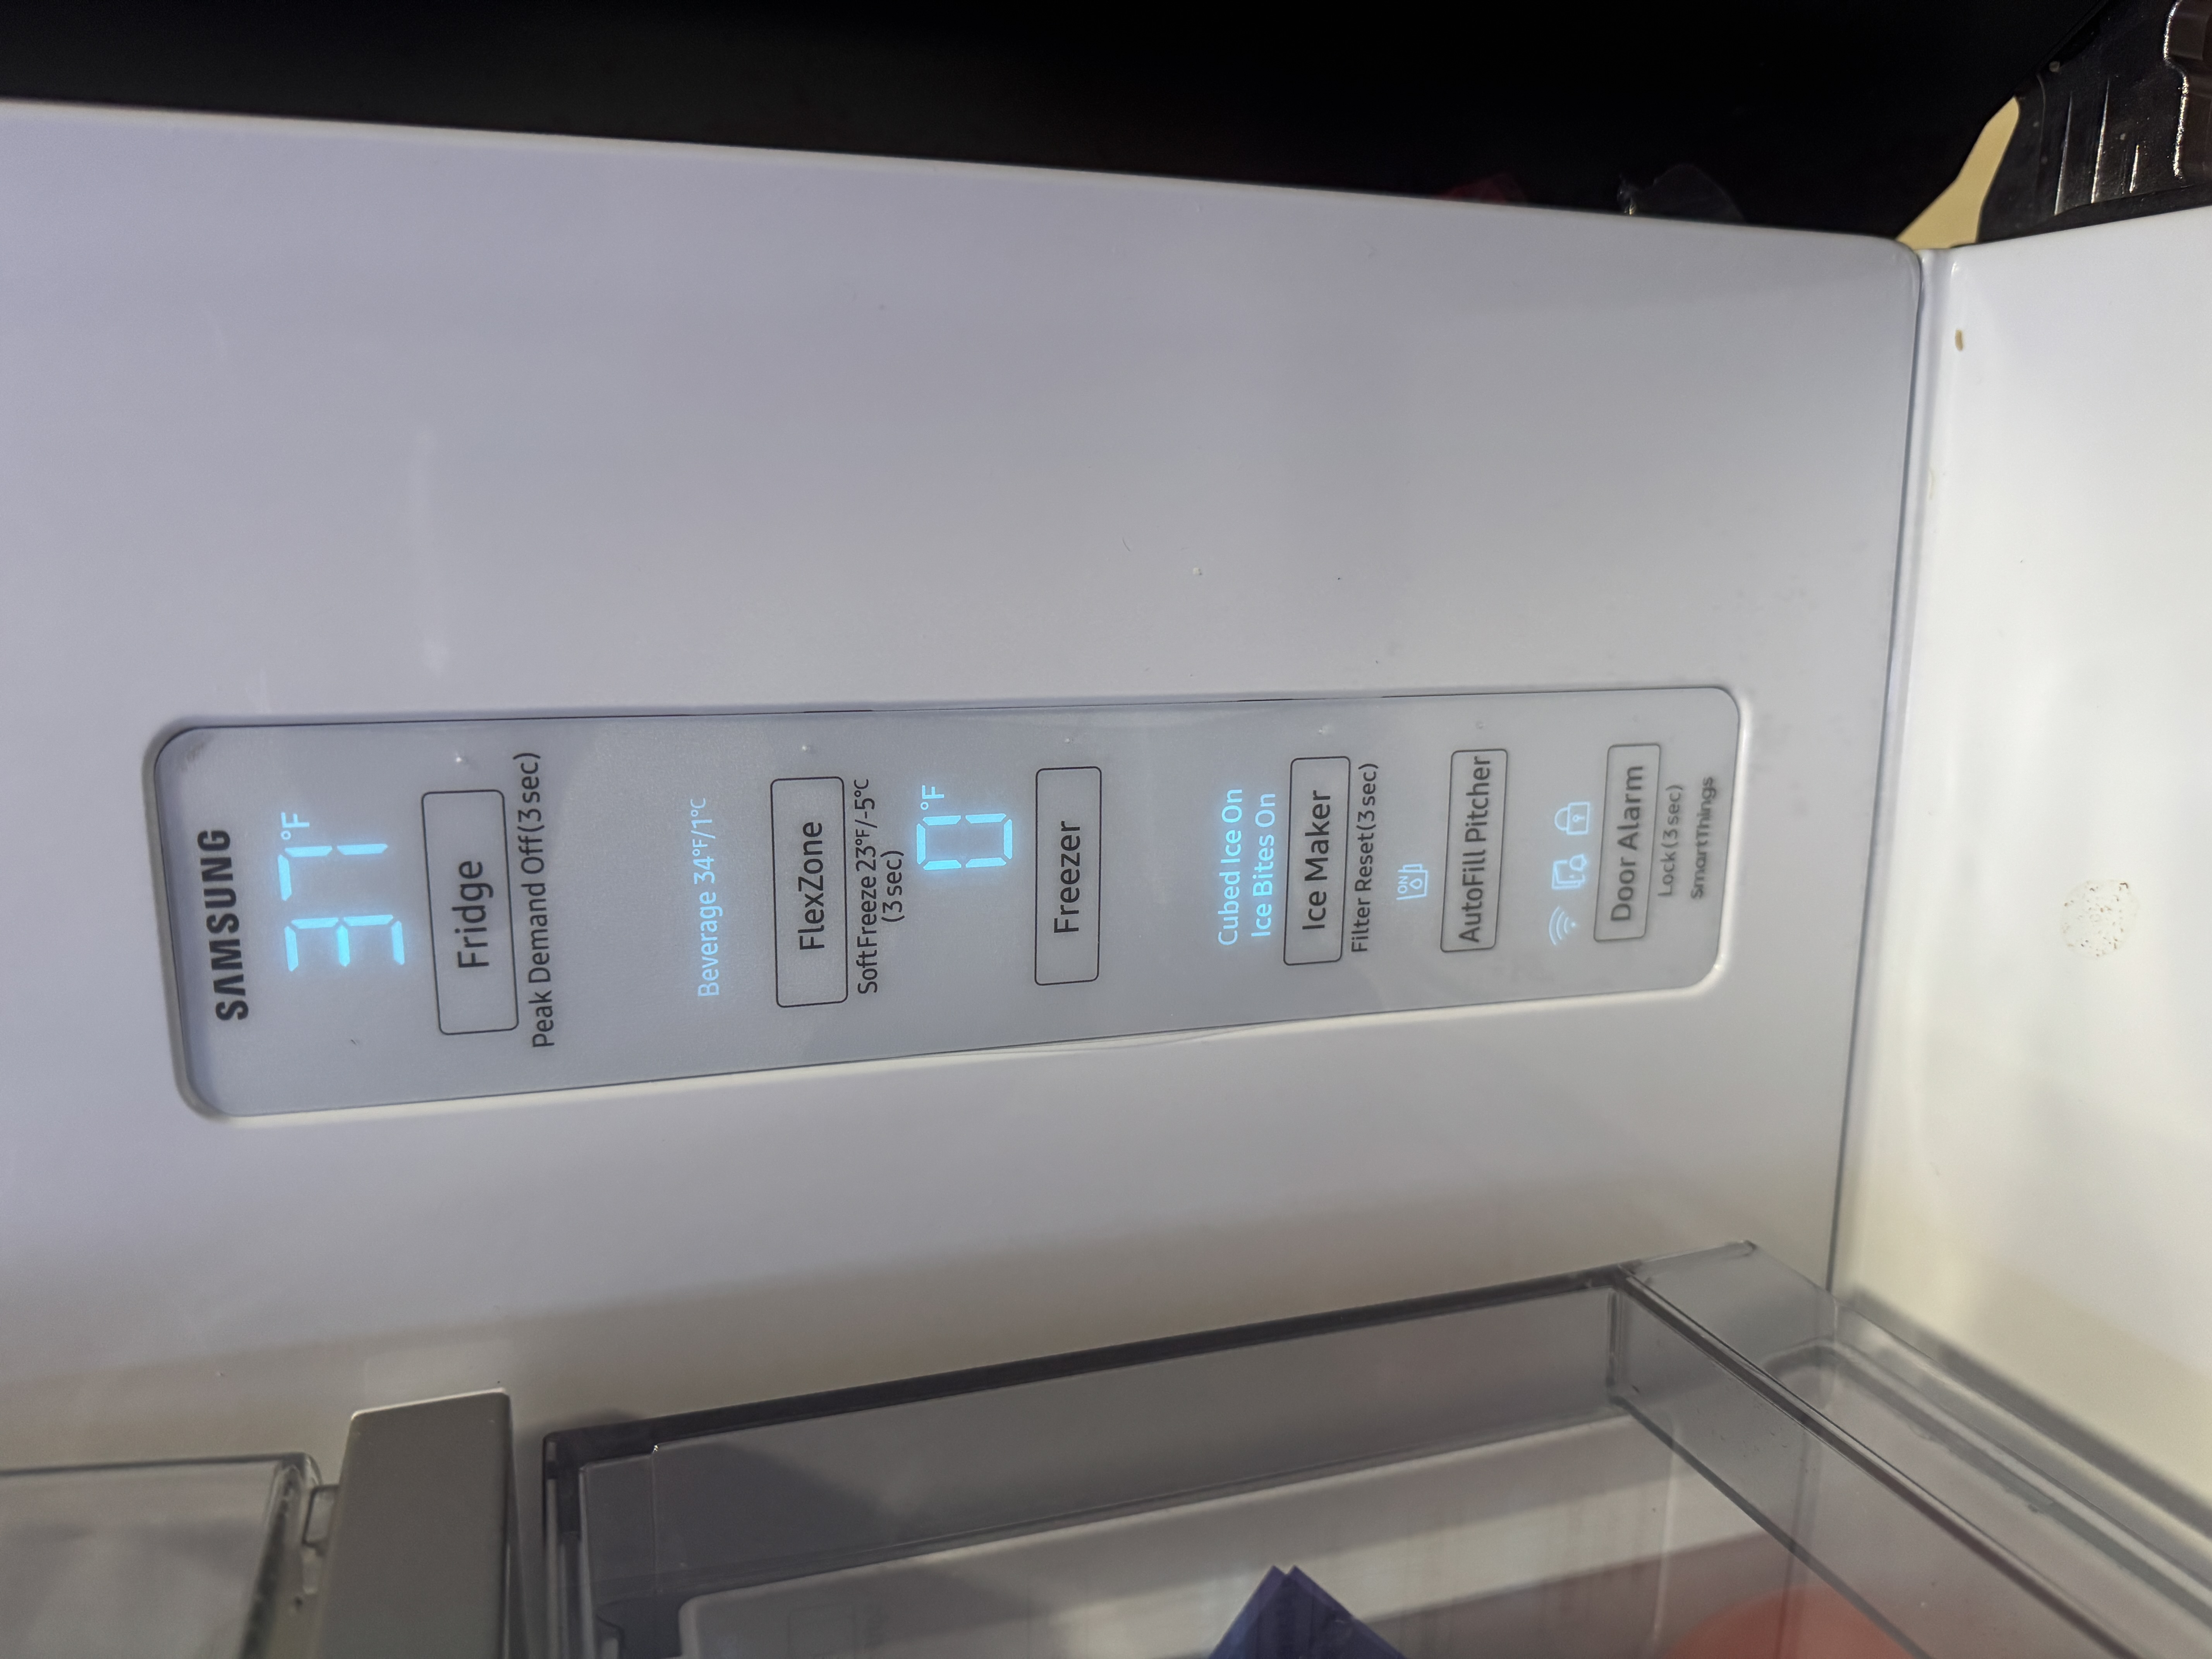 SAMSUNG
37°F
Fridge
Peak Demand Off(3 sec)
Beverage 34°F/1°C
FlexZone
SoftFreeze 23°F/-5°C
(3 sec)
0°F
Freezer
Cubed Ice On
Ice Bites On
Ice Maker
Filter Reset(3 sec)
ON
AutoFill Pitcher
Door Alarm
Lock(3 sec)
SmartThings